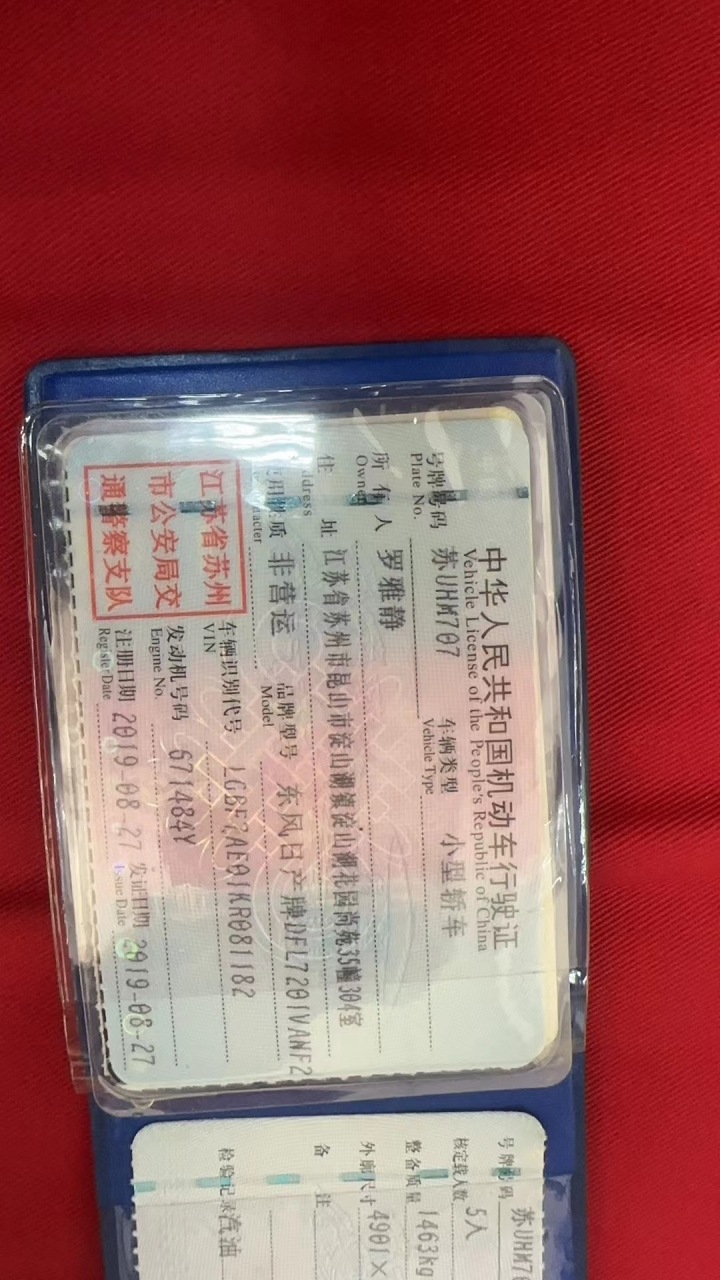 中华人民共和国机动车行驶证
Vehicle License of the People's Republic of China
号牌号码 苏UHM707 车辆类型 小型轿车
Plate No. Vehicle Type
所有人 罗雅静
Owner
住址 江苏省苏州市昆山市淀山湖镇淀山湖花园尚苑35幢304室
Address
使用性质 非营运 品牌型号 东风日产牌DFL7201VANF2
Model
江苏省苏州
市公安局交
通警察支队
车辆识别代号 LGBF7AE01KR081182
VIN
发动机号码 671484Y
Engine No.
注册日期 2019-08-27 发证日期 2019-08-27
Register Date Issue Date
号牌号码 苏UHM70
核定载人数 5人
整备质量 1463kg
外廓尺寸 4901×
备注
检验记录 汽油